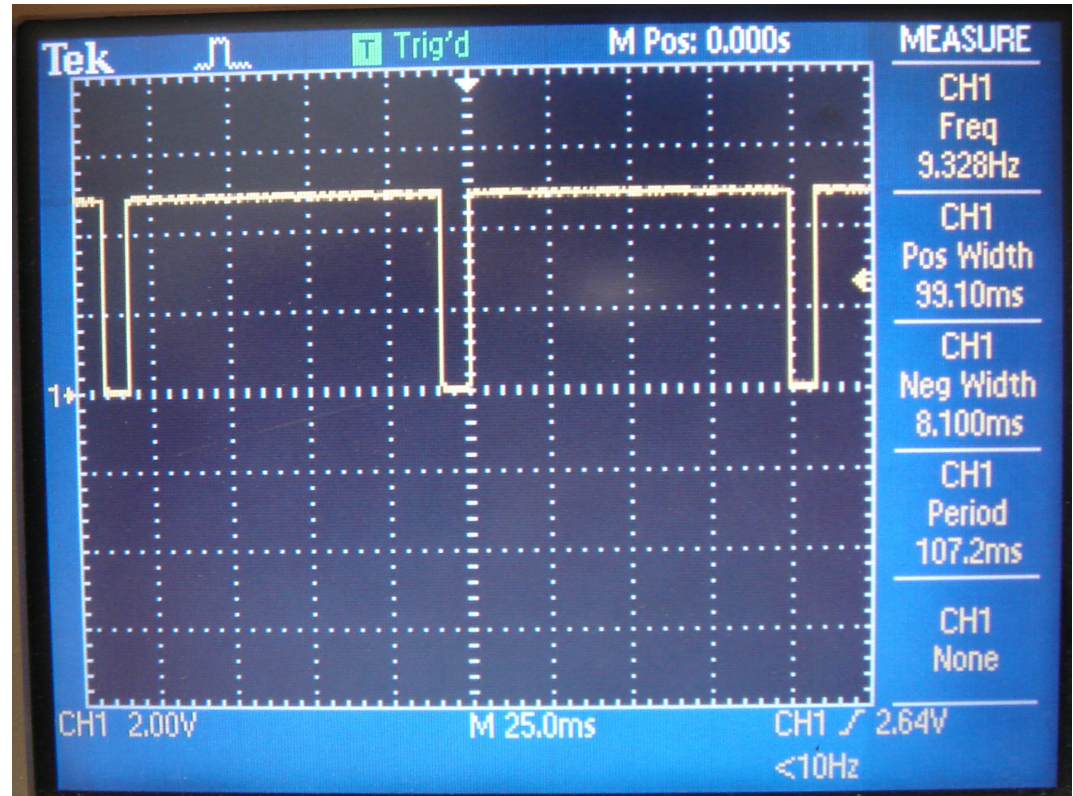 Tek T Trig'd M Pos: 0.000s MEASURE
CH1
Freq
9.328Hz
CH1
Pos Width
99.10ms
CH1
Neg Width
8.100ms
CH1
Period
107.2ms
CH1
None
1
CH1 2.00V M 25.0ms CH1 2.64V
<10Hz